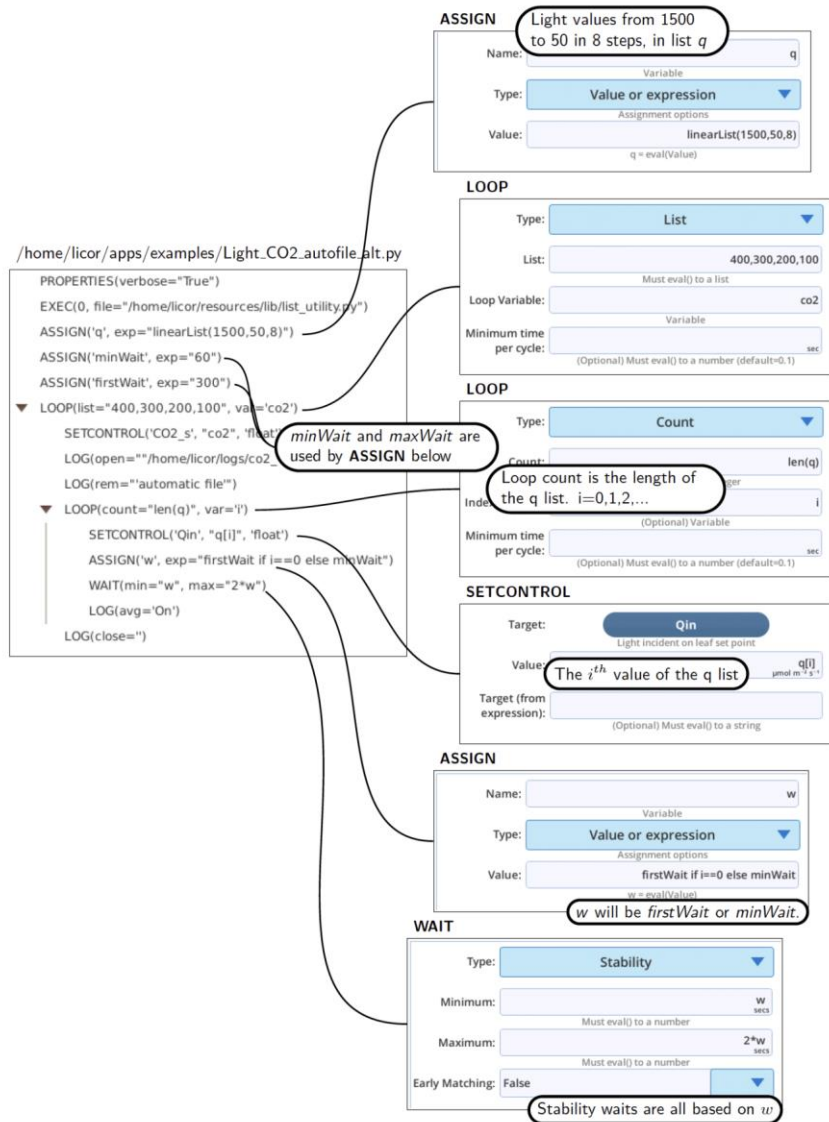 ASSIGN
Light values from 1500
to 50 in 8 steps, in list q
Name:
q
Variable
Type:
Value or expression
Assignment options
Value:
linearList(1500,50,8)
q = eval(Value)
LOOP
Type:
List
List:
400,300,200,100
Must eval() to a list
Loop Variable:
co2
Variable
Minimum time
per cycle:
sec
(Optional) Must eval() to a number (default=0.1)
/home/licor/apps/examples/Light_CO2_autofile_alt.py
PROPERTIES(verbose="True")
EXEC(0, file="/home/licor/resources/lib/list_utility.py")
ASSIGN('q', exp="linearList(1500,50,8)")
ASSIGN('minWait', exp="60")
ASSIGN('firstWait', exp="300")
LOOP(list="400,300,200,100", var='co2')
SETCONTROL('CO2_s', "co2", 'float'
LOG(open=""/home/licor/logs/co2_
LOG(rem="'automatic file'")
LOOP(count="len(q)", var='i')
SETCONTROL('Qin', "q[i]", 'float')
ASSIGN('w', exp="firstWait if i==0 else minWait")
WAIT(min="w", max="2*w")
LOG(avg='On')
LOG(close='')
minWait and maxWait are
used by ASSIGN below
LOOP
Type:
Count
Count:
len(q)
Loop count is the length of
the q list. i=0,1,2,...
i
(Optional) Variable
Minimum time
per cycle:
sec
(Optional) Must eval() to a number (default=0.1)
SETCONTROL
Target:
Qin
Light incident on leaf set point
Value:
q[i]
µmol m⁻² s⁻¹
The iᵗʰ value of the q list
Target (from
expression):
(Optional) Must eval() to a string
ASSIGN
Name:
w
Variable
Type:
Value or expression
Assignment options
Value:
firstWait if i==0 else minWait
w = eval(Value)
w will be firstWait or minWait.
WAIT
Type:
Stability
Minimum:
w
secs
Must eval() to a number
Maximum:
2*w
secs
Must eval() to a number
Early Matching:
False
Stability waits are all based on w